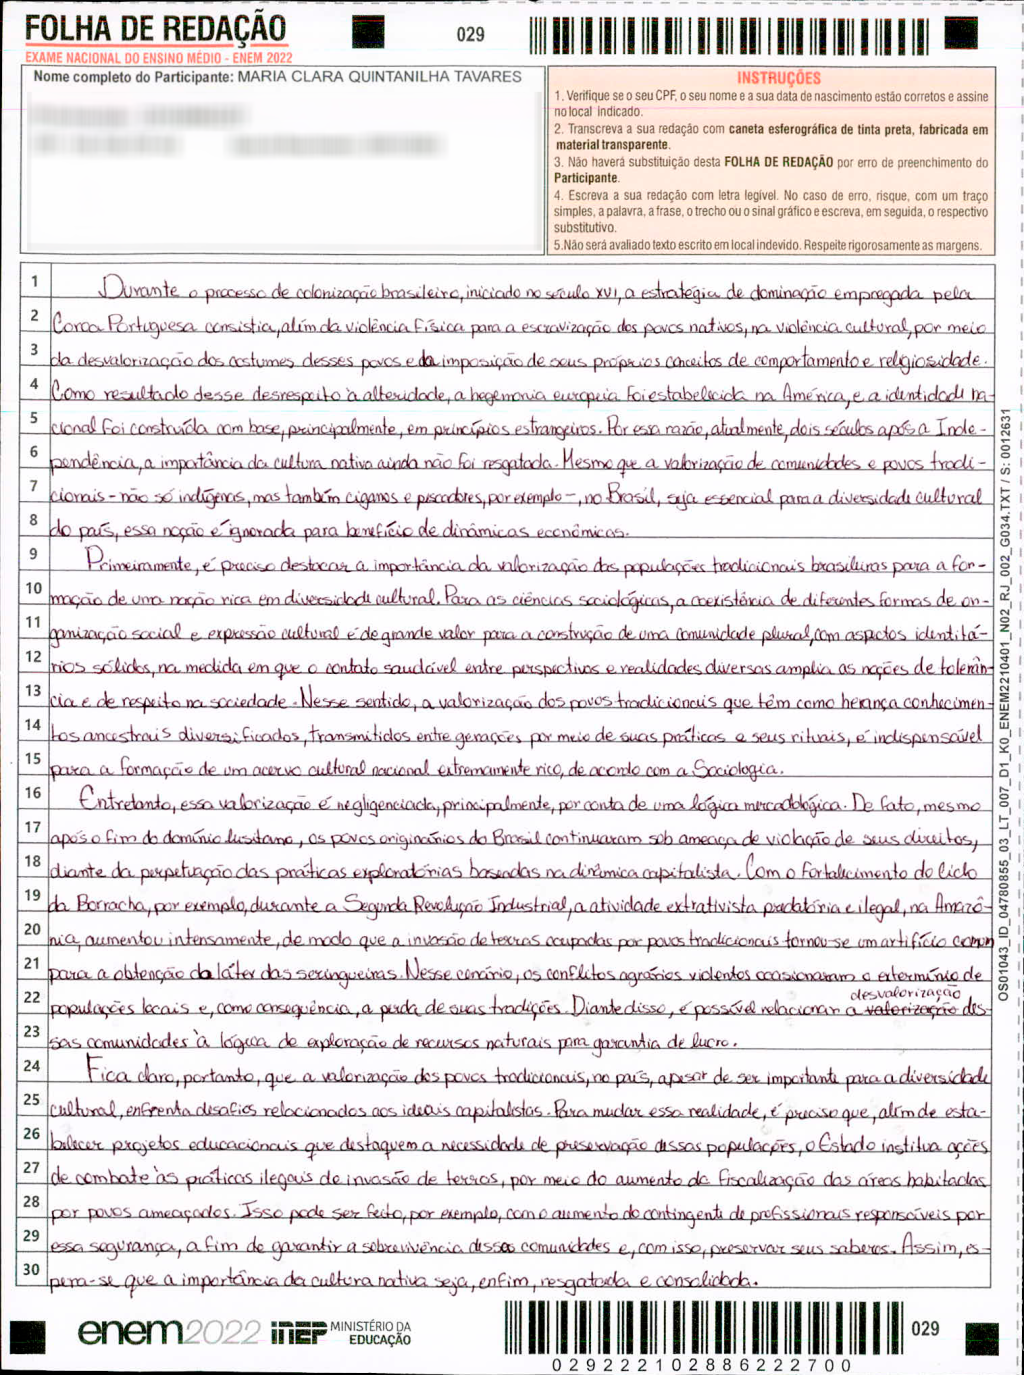 FOLHA DE REDAÇÃO
029
EXAME NACIONAL DO ENSINO MÉDIO - ENEM 2022
Nome completo do Participante: MARIA CLARA QUINTANILHA TAVARES
INSTRUÇÕES
1. Verifique se o seu CPF, o seu nome e a sua data de nascimento estão corretos e assine
no local indicado.
2. Transcreva a sua redação com caneta esferográfica de tinta preta, fabricada em
material transparente.
3. Não haverá substituição desta FOLHA DE REDAÇÃO por erro de preenchimento do
Participante.
4. Escreva a sua redação com letra legível. No caso de erro, risque, com um traço
simples, a palavra, a frase, o trecho ou o sinal gráfico e escreva, em seguida, o respectivo
substitutivo.
5.Não será avaliado texto escrito em local indevido. Respeite rigorosamente as margens.
1 Durante o processo de colonização brasileiro, iniciado no século XVI, a estratégia de dominação empregada pela
2 Coroa Portuguesa consistia, além da violência física para a escravização dos povos nativos, na violência cultural, por meio
3 da desvalorização dos costumes desses povos e da imposição de seus próprios conceitos de comportamento e religiosidade.
4 Como resultado desse desrespeito à alteridade, a hegemonia europeia foi estabelecida na América, e a identidade na-
5 cional foi construída com base, principalmente, em princípios estrangeiros. Por essa razão, atualmente, dois séculos após a Inde-
6 pendência, a importância da cultura nativa ainda não foi resgatada. Mesmo que a valorização de comunidades e povos tradi-
7 cionais - não só indígenas, mas também ciganos e pescadores, por exemplo -, no Brasil, seja essencial para a diversidade cultural
8 do país, essa noção é ignorada para benefício de dinâmicas econômicas.
9 Primeiramente, é preciso destacar a importância da valorização das populações tradicionais brasileiras para a for-
10 mação de uma nação rica em diversidade cultural. Para as ciências sociológicas, a coexistência de diferentes formas de or-
11 ganização social e expressão cultural é de grande valor para a construção de uma comunidade plural, com aspectos identitá-
12 rios sólidos, na medida em que o contato saudável entre perspectivas e realidades diversas amplia as noções de tolerân-
13 cia e de respeito na sociedade. Nesse sentido, a valorização dos povos tradicionais que têm como herança conhecimen-
14 tos ancestrais diversificados, transmitidos entre gerações por meio de suas práticas e seus rituais, é indispensável
15 para a formação de um acervo cultural nacional extremamente rico, de acordo com a Sociologia.
16 Entretanto, essa valorização é negligenciada, principalmente, por conta de uma lógica mercadológica. De fato, mesmo
17 após o fim do domínio lusitano, os povos originários do Brasil continuaram sob ameaça de violação de seus direitos,
18 diante da perpetuação das práticas exploratórias baseadas na dinâmica capitalista. Com o fortalecimento do Ciclo
19 da Borracha, por exemplo, durante a Segunda Revolução Industrial, a atividade extrativista predatória e ilegal, na Amazô-
20 nia, aumentou intensamente, de modo que a invasão de terras ocupadas por povos tradicionais tornou-se um artifício comum
21 para a obtenção do látex das seringueiras. Nesse cenário, os conflitos agrários violentos ocasionaram o extermínio de
desvalorização
22 populações locais e, como consequência, a perda de suas tradições. Diante disso, é possível relacionar a valorização des-
23 sas comunidades à lógica de exploração de recursos naturais para garantia de lucro.
24 Fica claro, portanto, que a valorização dos povos tradicionais, no país, apesar de ser importante para a diversidade
25 cultural, enfrenta desafios relacionados aos ideais capitalistas. Para mudar essa realidade, é preciso que, além de esta-
26 belecer projetos educacionais que destaquem a necessidade de preservação dessas populações, o Estado institua ações
27 de combate às práticas ilegais de invasão de terras, por meio do aumento da fiscalização das áreas habitadas
28 por povos ameaçados. Isso pode ser feito, por exemplo, com o aumento do contingente de profissionais responsáveis por
29 essa segurança, a fim de garantir a sobrevivência dessas comunidades e, com isso, preservar seus saberes. Assim, es-
30 pera-se que a importância da cultura nativa seja, enfim, resgatada e consolidada.
OS01043_ID_04780855_03_LT_007_D1_K0_ENEM2210401_N02_RJ_002_G034.TXT / S: 0012631
enem2022 INEP MINISTÉRIO DA
EDUCAÇÃO
029
029222102886222700